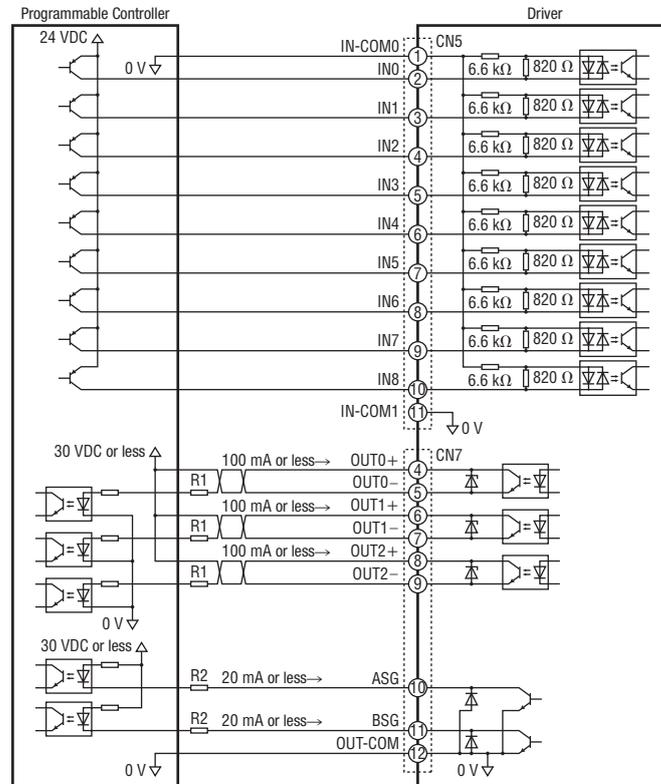 Programmable Controller
Driver
24 VDC
IN-COM0
CN5
0 V
1
IN0
2
6.6 kΩ
820 Ω
IN1
3
6.6 kΩ
820 Ω
IN2
4
6.6 kΩ
820 Ω
IN3
5
6.6 kΩ
820 Ω
IN4
6
6.6 kΩ
820 Ω
IN5
7
6.6 kΩ
820 Ω
IN6
8
6.6 kΩ
820 Ω
IN7
9
6.6 kΩ
820 Ω
IN8
10
6.6 kΩ
820 Ω
IN-COM1
11
0 V
30 VDC or less
CN7
100 mA or less→
OUT0+
4
R1
OUT0−
5
100 mA or less→
OUT1+
6
R1
OUT1−
7
100 mA or less→
OUT2+
8
R1
OUT2−
9
0 V
30 VDC or less
R2
20 mA or less→
ASG
10
R2
20 mA or less→
BSG
11
OUT-COM
12
0 V
0 V